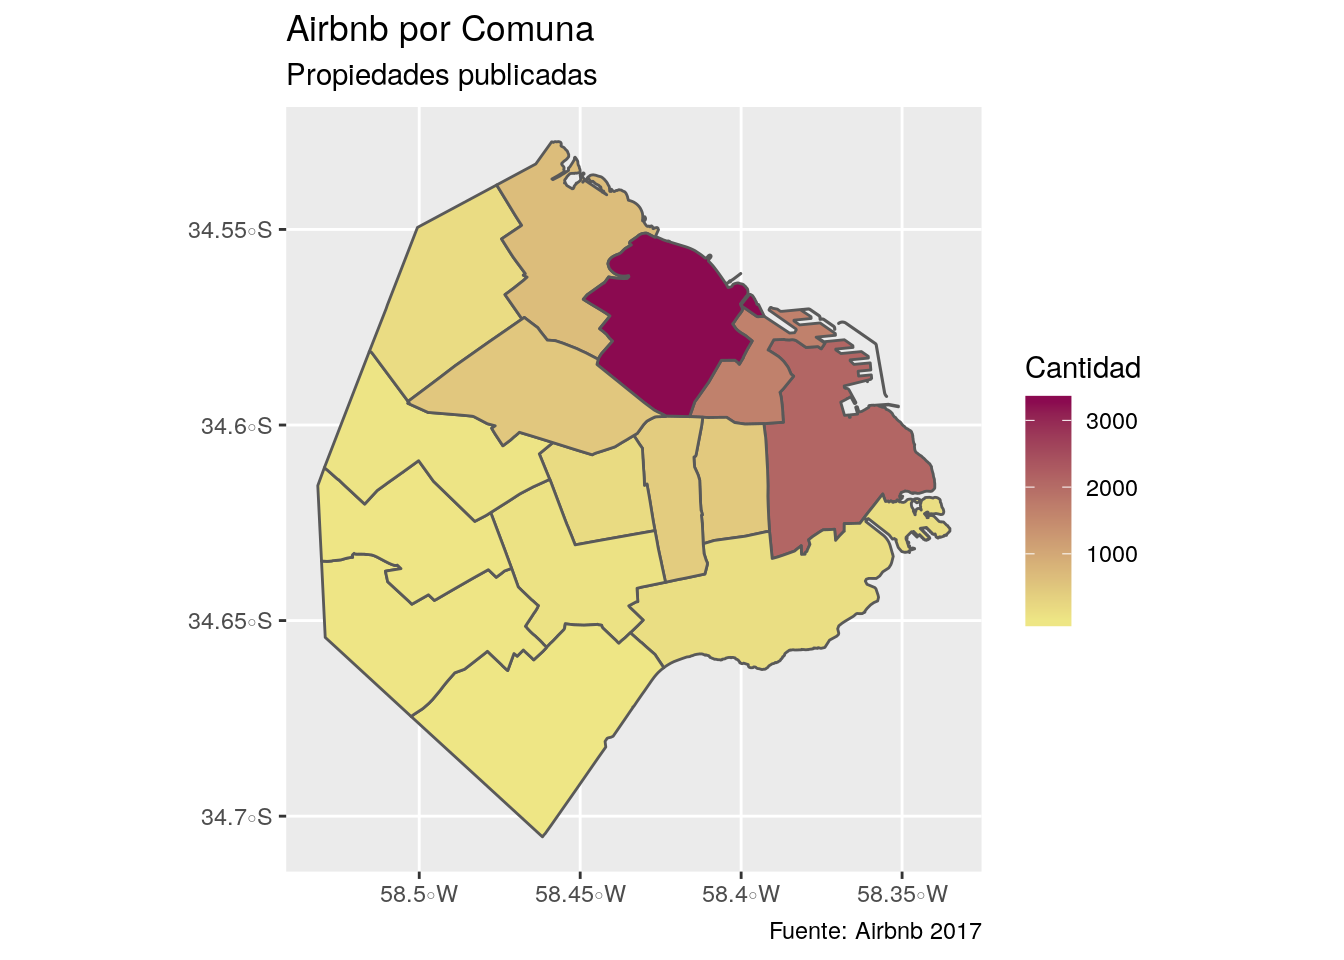 Airbnb por Comuna
Propiedades publicadas
34.55◦S
34.6◦S
34.65◦S
34.7◦S
58.5◦W
58.45◦W
58.4◦W
58.35◦W
Cantidad
3000
2000
1000
Fuente: Airbnb 2017